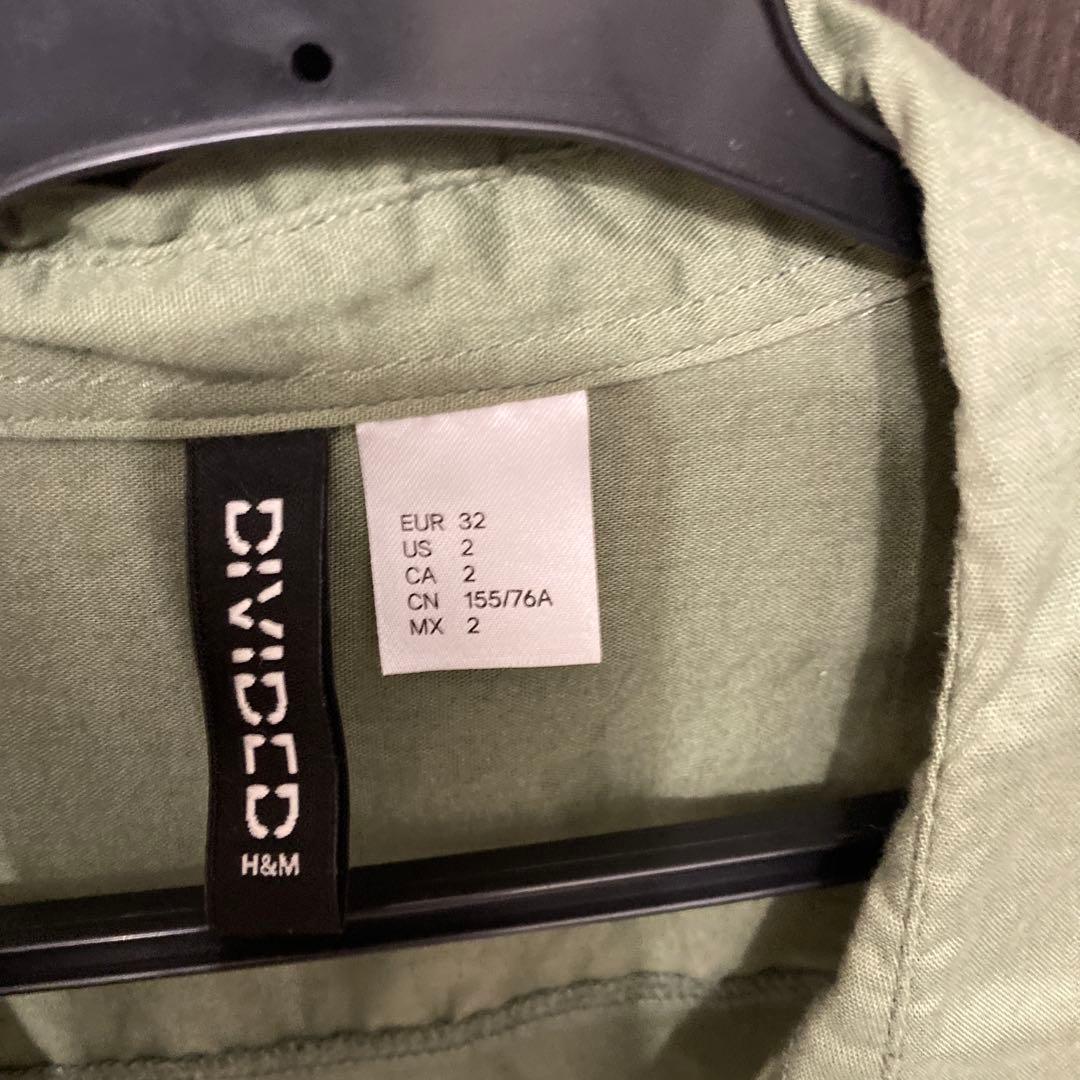 DIVIDED
H&M
EUR 32
US 2
CA 2
CN 155/76A
MX 2